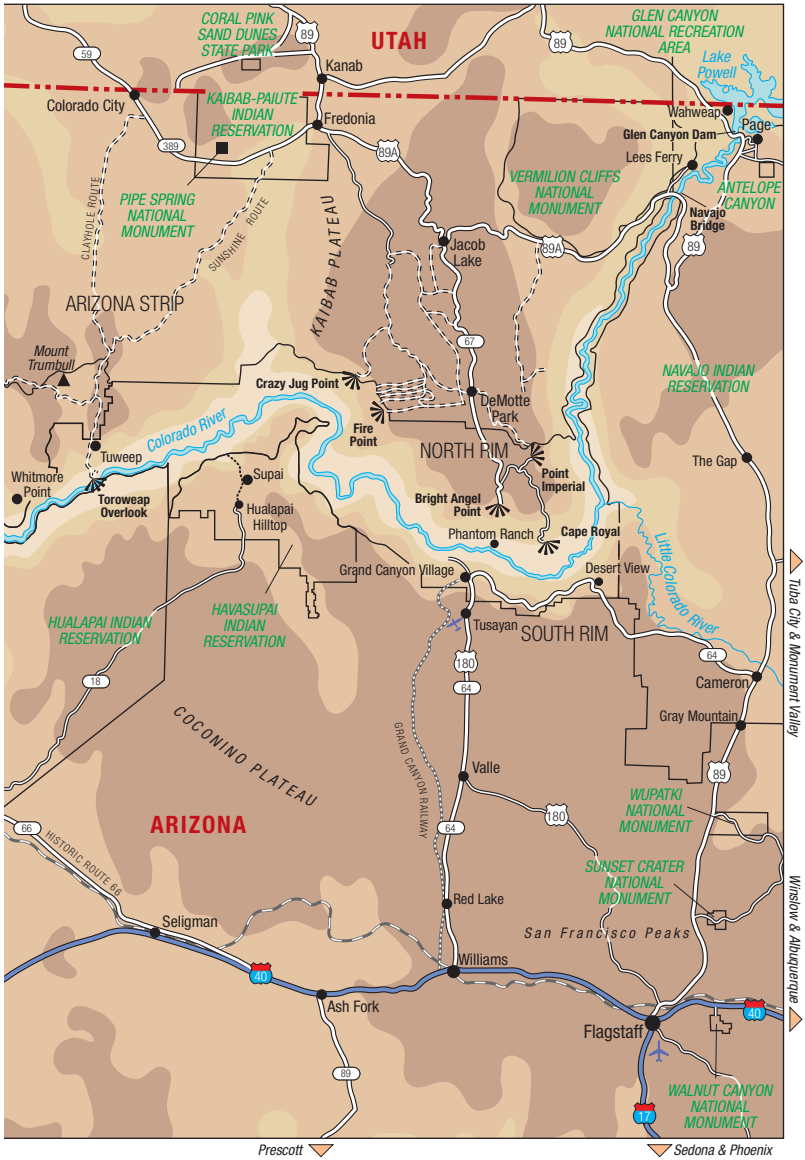 CORAL PINK
SAND DUNES
STATE PARK
89
UTAH
89
GLEN CANYON
NATIONAL RECREATION
AREA
Lake
Powell
59
Kanab
Colorado City
KAIBAB-PAIUTE
INDIAN
RESERVATION
Fredonia
Wahweap
Page
Glen Canyon Dam
Lees Ferry
389
89A
PIPE SPRING
NATIONAL
MONUMENT
VERMILION CLIFFS
NATIONAL
MONUMENT
ANTELOPE
CANYON
Navajo
Bridge
CLAYHOLE ROUTE
SUNSHINE ROUTE
KAIBAB PLATEAU
Jacob
Lake
89A
89
ARIZONA STRIP
67
Mount
Trumbull
Crazy Jug Point
NAVAJO INDIAN
RESERVATION
DeMotte
Park
Colorado River
Fire
Point
NORTH RIM
Tuweep
The Gap
Whitmore
Point
Supai
Point
Imperial
Toroweap
Overlook
Hualapai
Hilltop
Bright Angel
Point
Phantom Ranch
Cape Royal
Grand Canyon Village
Desert View
Little Colorado River
HUALAPAI INDIAN
RESERVATION
HAVASUPAI
INDIAN
RESERVATION
Tusayan
SOUTH RIM
Tuba City & Monument Valley
180
64
64
18
Cameron
COCONINO PLATEAU
Gray Mountain
GRAND CANYON RAILWAY
Valle
89
180
WUPATKI
NATIONAL
MONUMENT
ARIZONA
66
HISTORIC ROUTE 66
64
SUNSET CRATER
NATIONAL
MONUMENT
Red Lake
Seligman
San Francisco Peaks
Winslow & Albuquerque
Williams
40
Ash Fork
40
Flagstaff
89
WALNUT CANYON
NATIONAL
MONUMENT
17
Prescott
Sedona & Phoenix